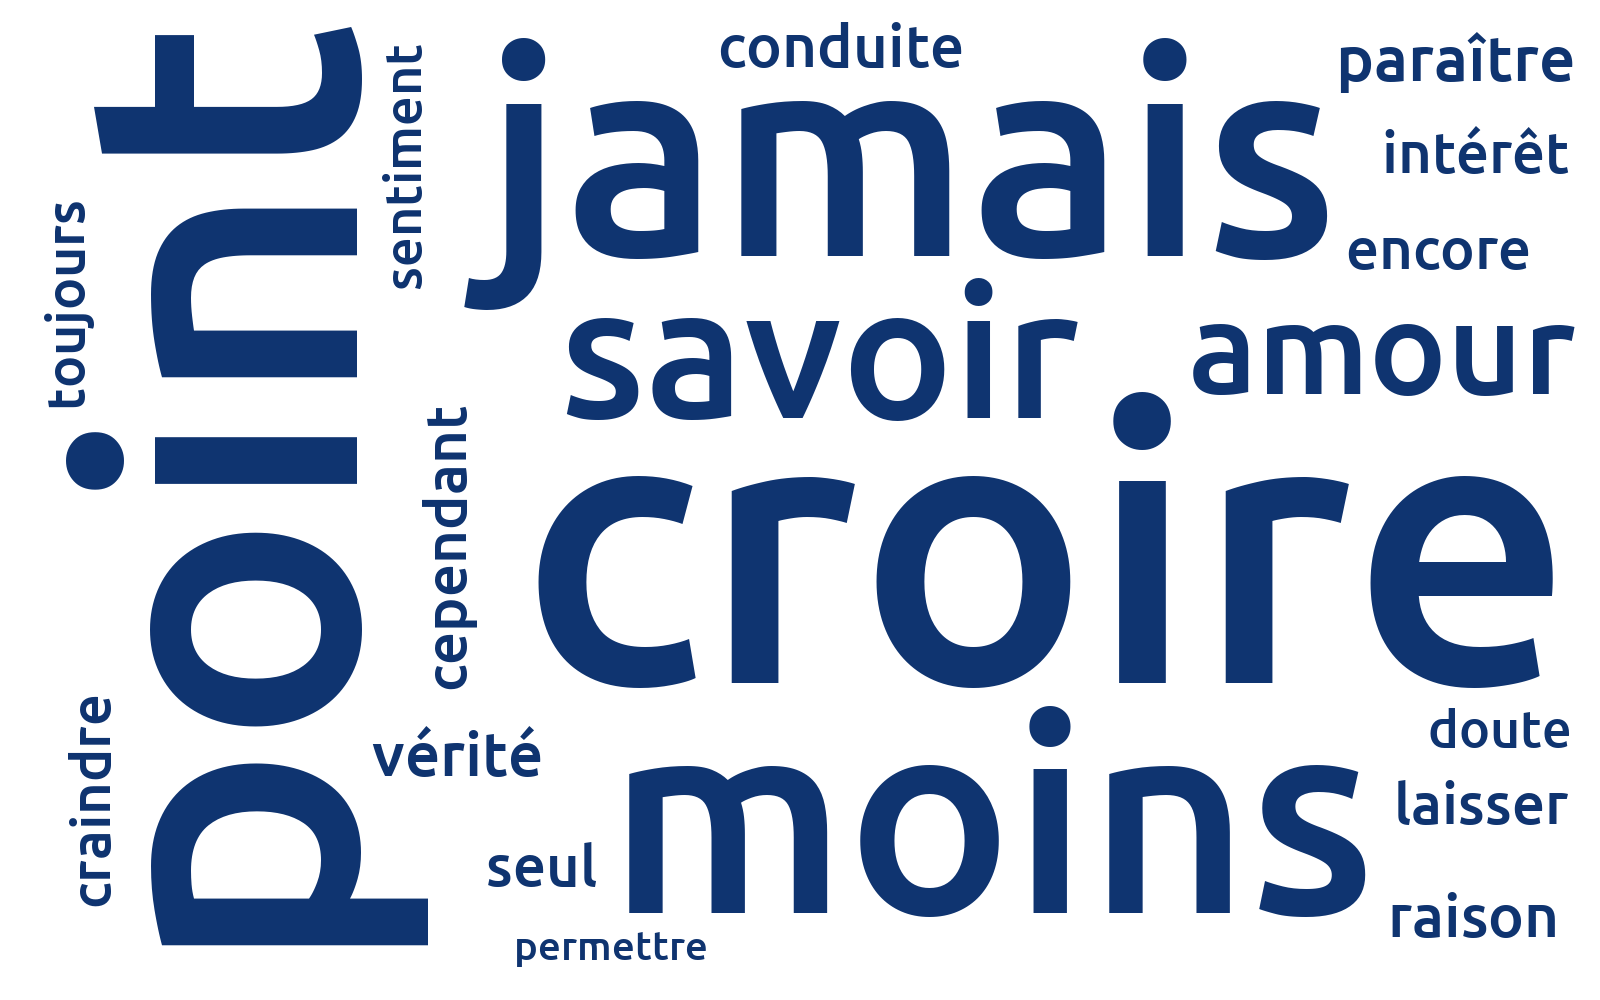 point
toujours
craindre
sentiment
cependant
conduite
jamais
paraître
intérêt
encore
savoir
amour
croire
vérité
moins
doute
laisser
seul
raison
permettre